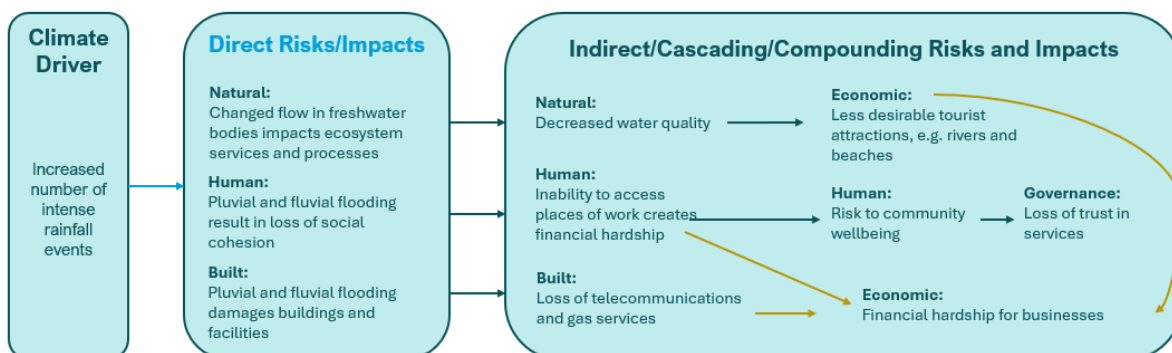 Climate
Driver
Increased
number of
intense
rainfall
events
Direct Risks/Impacts
Natural:
Changed flow in freshwater
bodies impacts ecosystem
services and processes
Human:
Pluvial and fluvial flooding
result in loss of social
cohesion
Built:
Pluvial and fluvial flooding
damages buildings and
facilities
Indirect/Cascading/Compounding Risks and Impacts
Natural:
Decreased water quality
Economic:
Less desirable tourist
attractions, e.g. rivers and
beaches
Human:
Inability to access
places of work creates
financial hardship
Human:
Risk to community
wellbeing
Governance:
Loss of trust in
services
Built:
Loss of telecommunications
and gas services
Economic:
Financial hardship for businesses